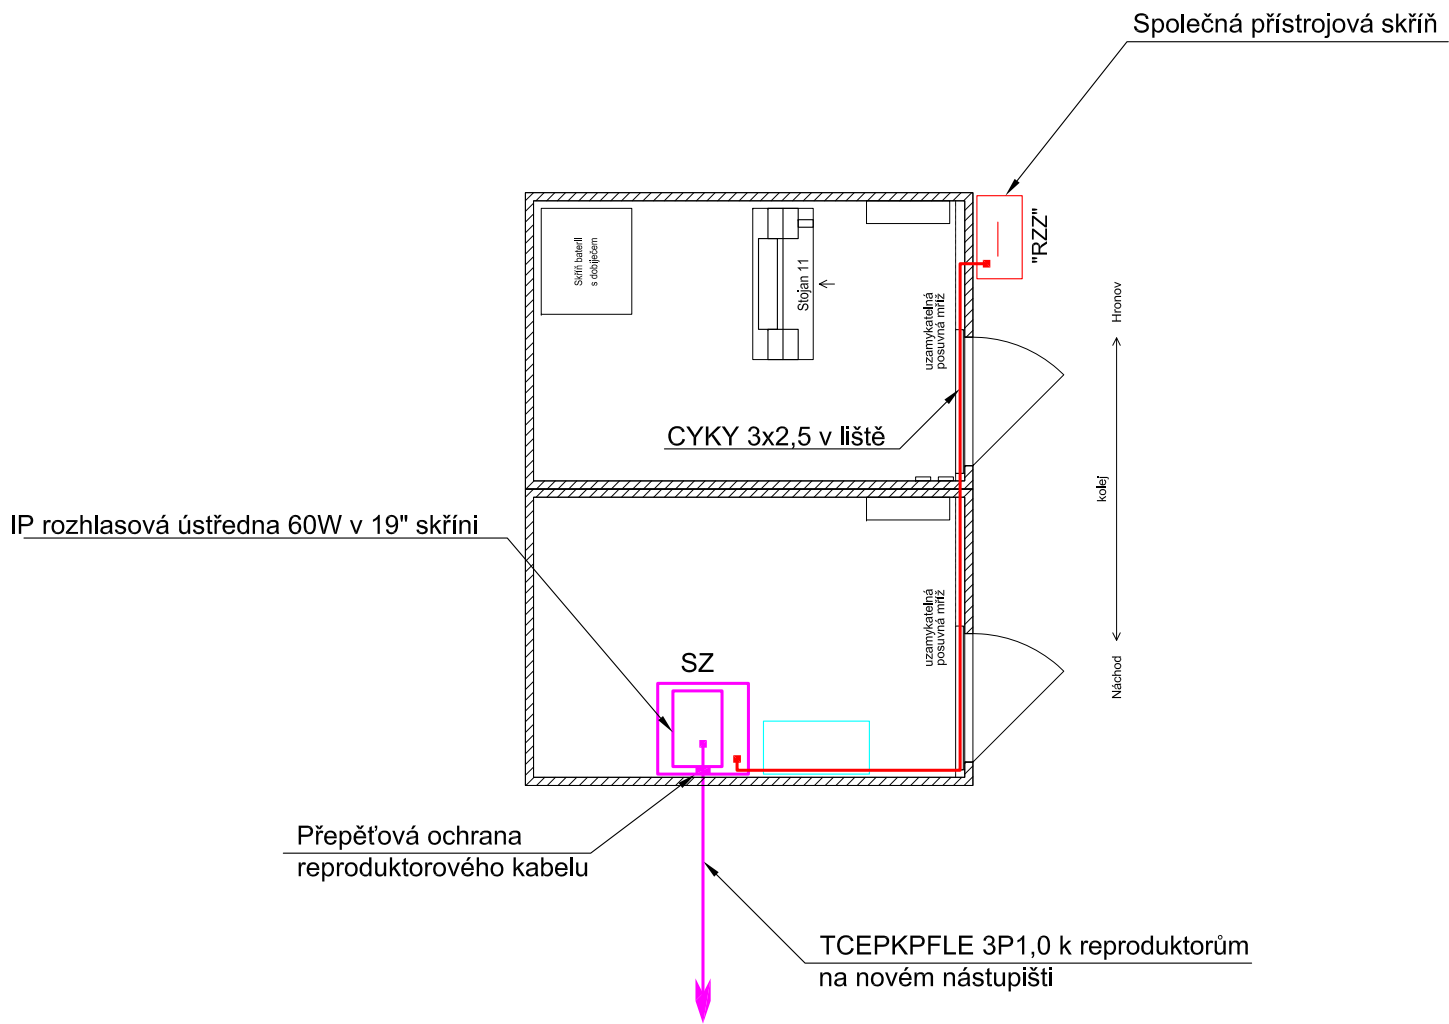 Společná přístrojová skříň
"RZZ"
Skříň baterií
s dobíječem
Stojan 11
uzamykatelná
posuvná mříž
Hronov
CYKY 3x2,5 v liště
kolej
IP rozhlasová ústředna 60W v 19" skříni
uzamykatelná
posuvná mříž
SZ
Náchod
Přepěťová ochrana
reproduktorového kabelu
TCEPKPFLE 3P1,0 k reproduktorům
na novém nástupišti